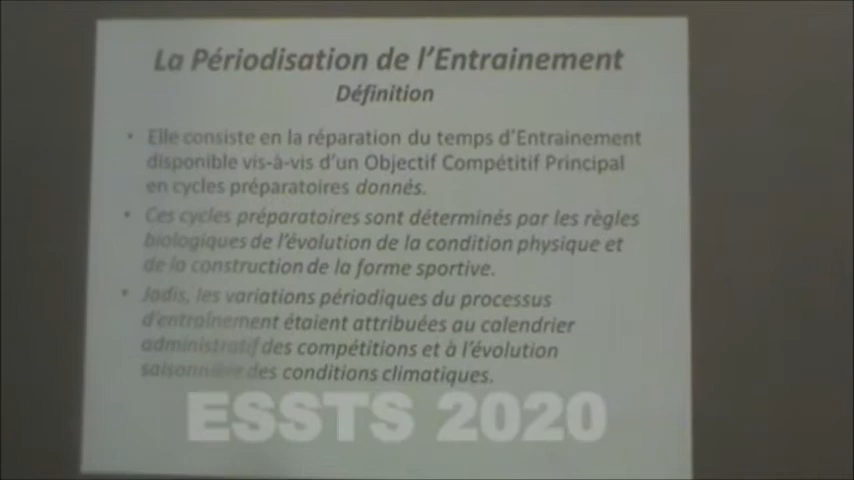 La Périodisation de l'Entrainement
Définition
• Elle consiste en la réparation du temps d'Entrainement
disponible vis-à-vis d'un Objectif Compétitif Principal
en cycles préparatoires donnés.
• Ces cycles préparatoires sont déterminés par les règles
biologiques de l'évolution de la condition physique et
de la construction de la forme sportive.
• Jadis, les variations périodiques du processus
d'entraînement étaient attribuées au calendrier
administratif des compétitions et à l'évolution
saisonnière des conditions climatiques.
ESSTS 2020